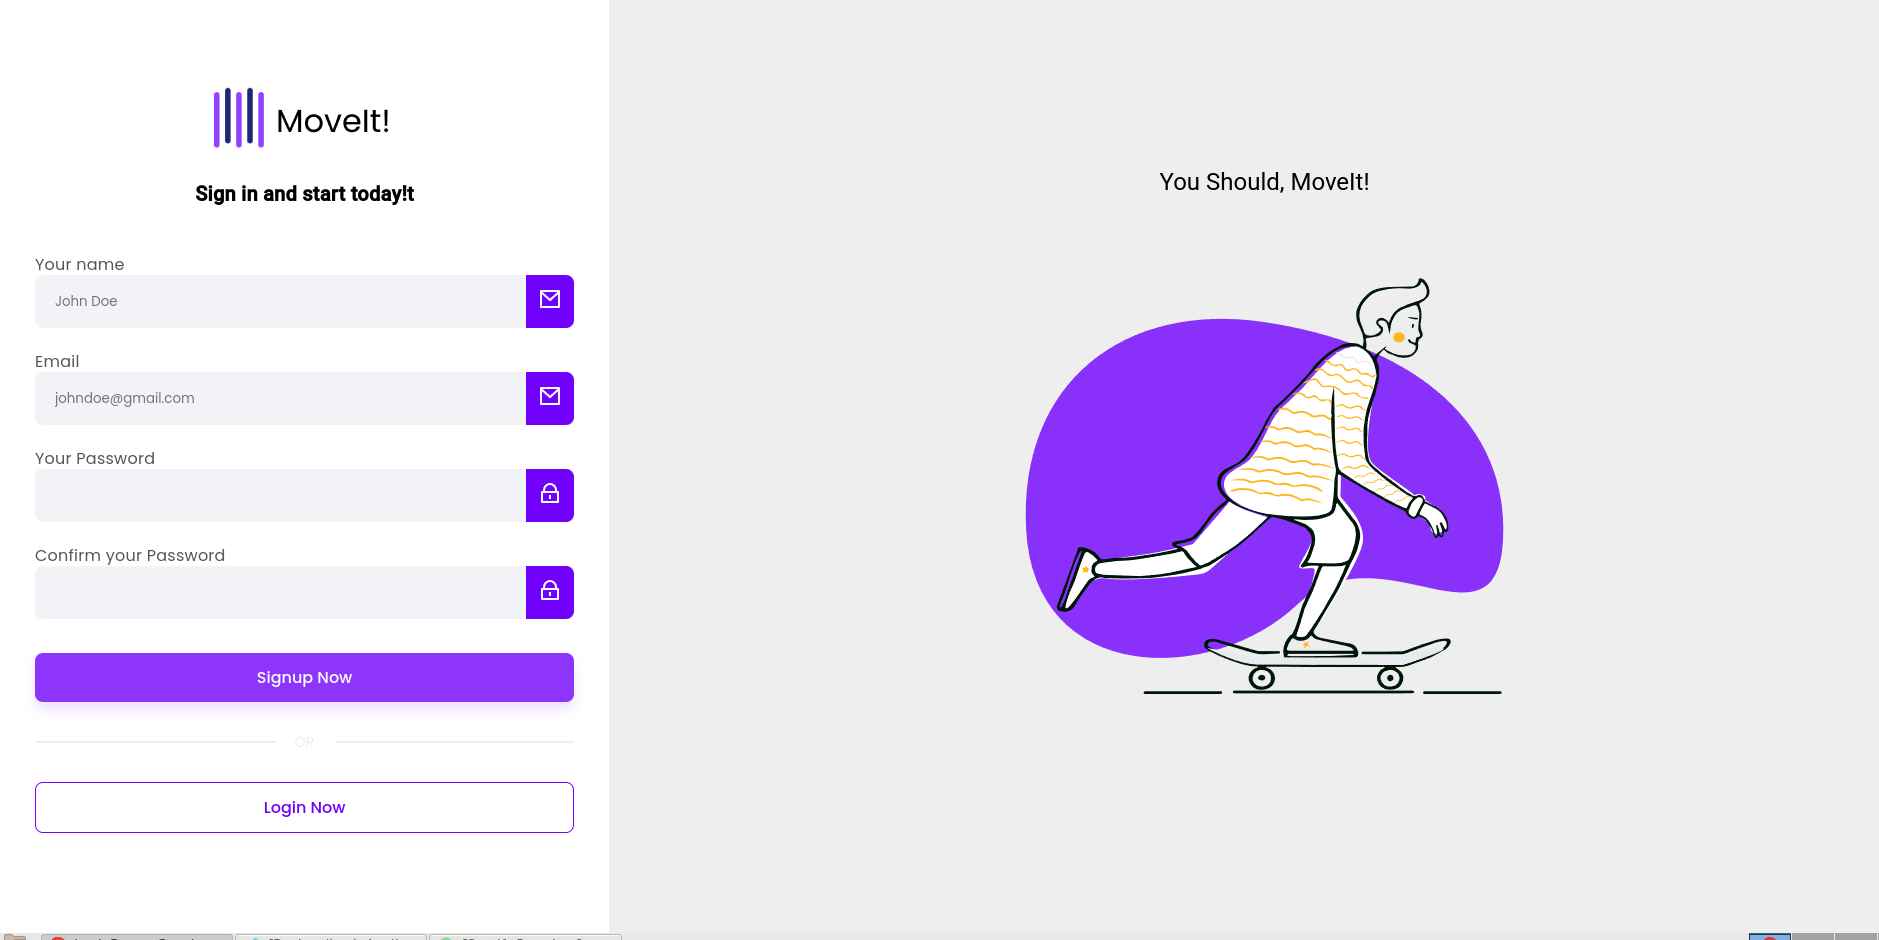 MoveIt!
Sign in and start today!t
Your name
John Doe
Email
johndoe@gmail.com
Your Password
Confirm your Password
Signup Now
OR
Login Now
You Should, MoveIt!